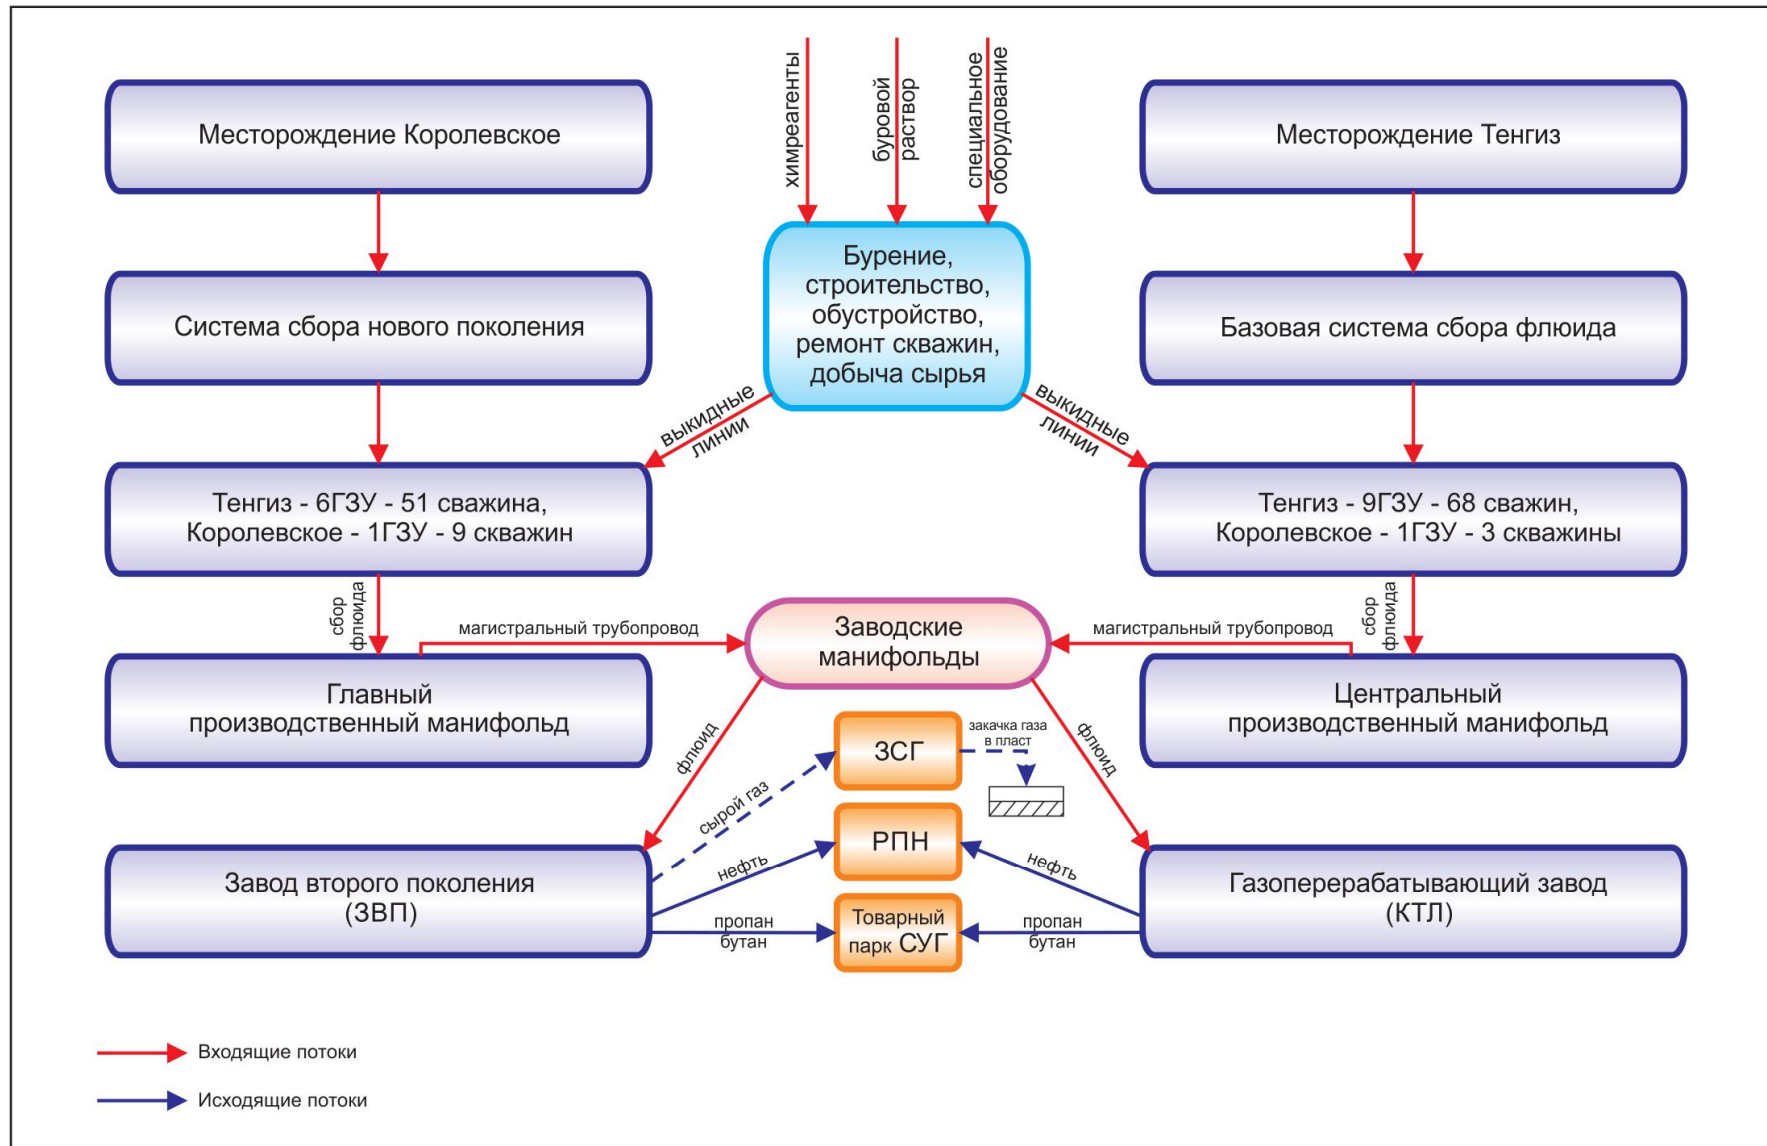 химреагенты
буровой
раствор
специальное
оборудование
Месторождение Королевское
Месторождение Тенгиз
Бурение,
строительство,
обустройство,
ремонт скважин,
добыча сырья
Система сбора нового поколения
Базовая система сбора флюида
выкидные
линии
выкидные
линии
Тенгиз - 6ГЗУ - 51 сважина,
Королевское - 1ГЗУ - 9 скважин
Тенгиз - 9ГЗУ - 68 сважин,
Королевское - 1ГЗУ - 3 скважины
сбор
флюида
магистральный трубопровод
Заводские
манифольды
магистральный трубопровод
сбор
флюида
Главный
производственный манифольд
Центральный
производственный манифольд
флюид
ЗСГ
закачка газа
в пласт
флюид
сырой газ
РПН
нефть
нефть
Завод второго поколения
(ЗВП)
Газоперерабатывающий завод
(КТЛ)
пропан
бутан
Товарный
парк СУГ
пропан
бутан
Входящие потоки
Исходящие потоки